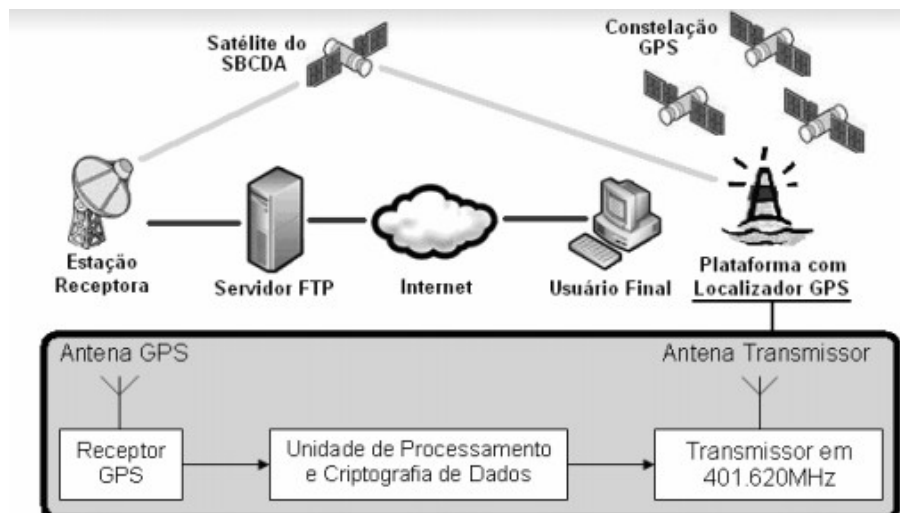 Satélite do
SBCDA
Constelação
GPS
Estação
Receptora
Servidor FTP
Internet
Usuário Final
Plataforma com
Localizador GPS
Antena GPS
Antena Transmissor
Receptor
GPS
Unidade de Processamento
e Criptografia de Dados
Transmissor em
401.620MHz